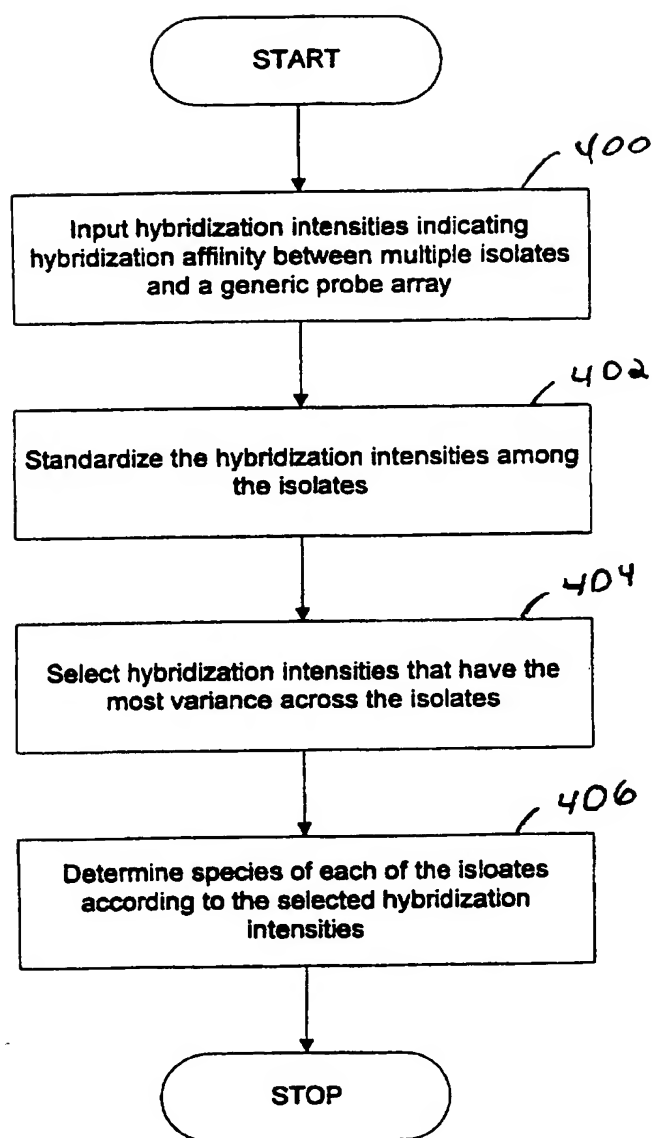 START
400
Input hybridization intensities indicating
hybridization affiinity between multiple isolates
and a generic probe array
402
Standardize the hybridization intensities among
the isolates
404
Select hybridization intensities that have the
most variance across the isolates
406
Determine species of each of the isloates
according to the selected hybridization
intensities
STOP